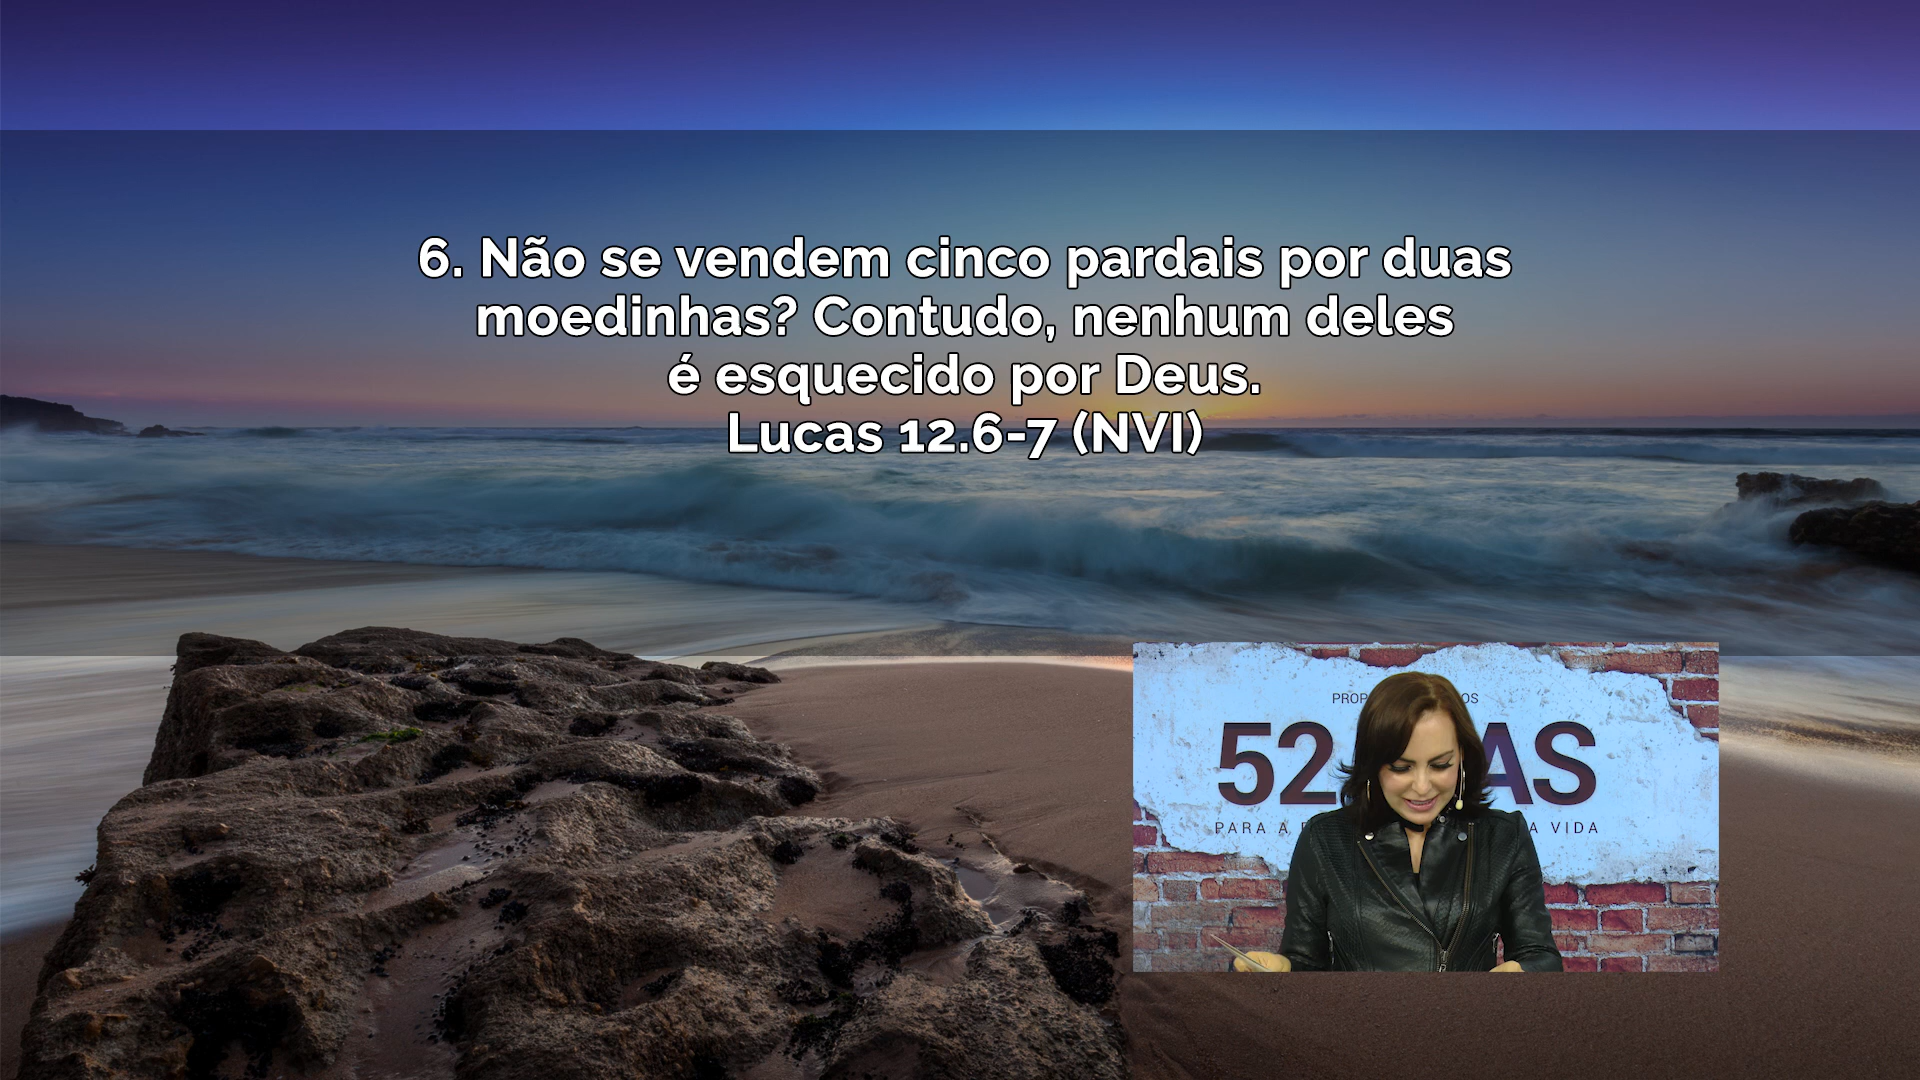 6. Não se vendem cinco pardais por duas
moedinhas? Contudo, nenhum deles
é esquecido por Deus.
Lucas 12.6-7 (NVI)
52
AS
PARA A
A VIDA